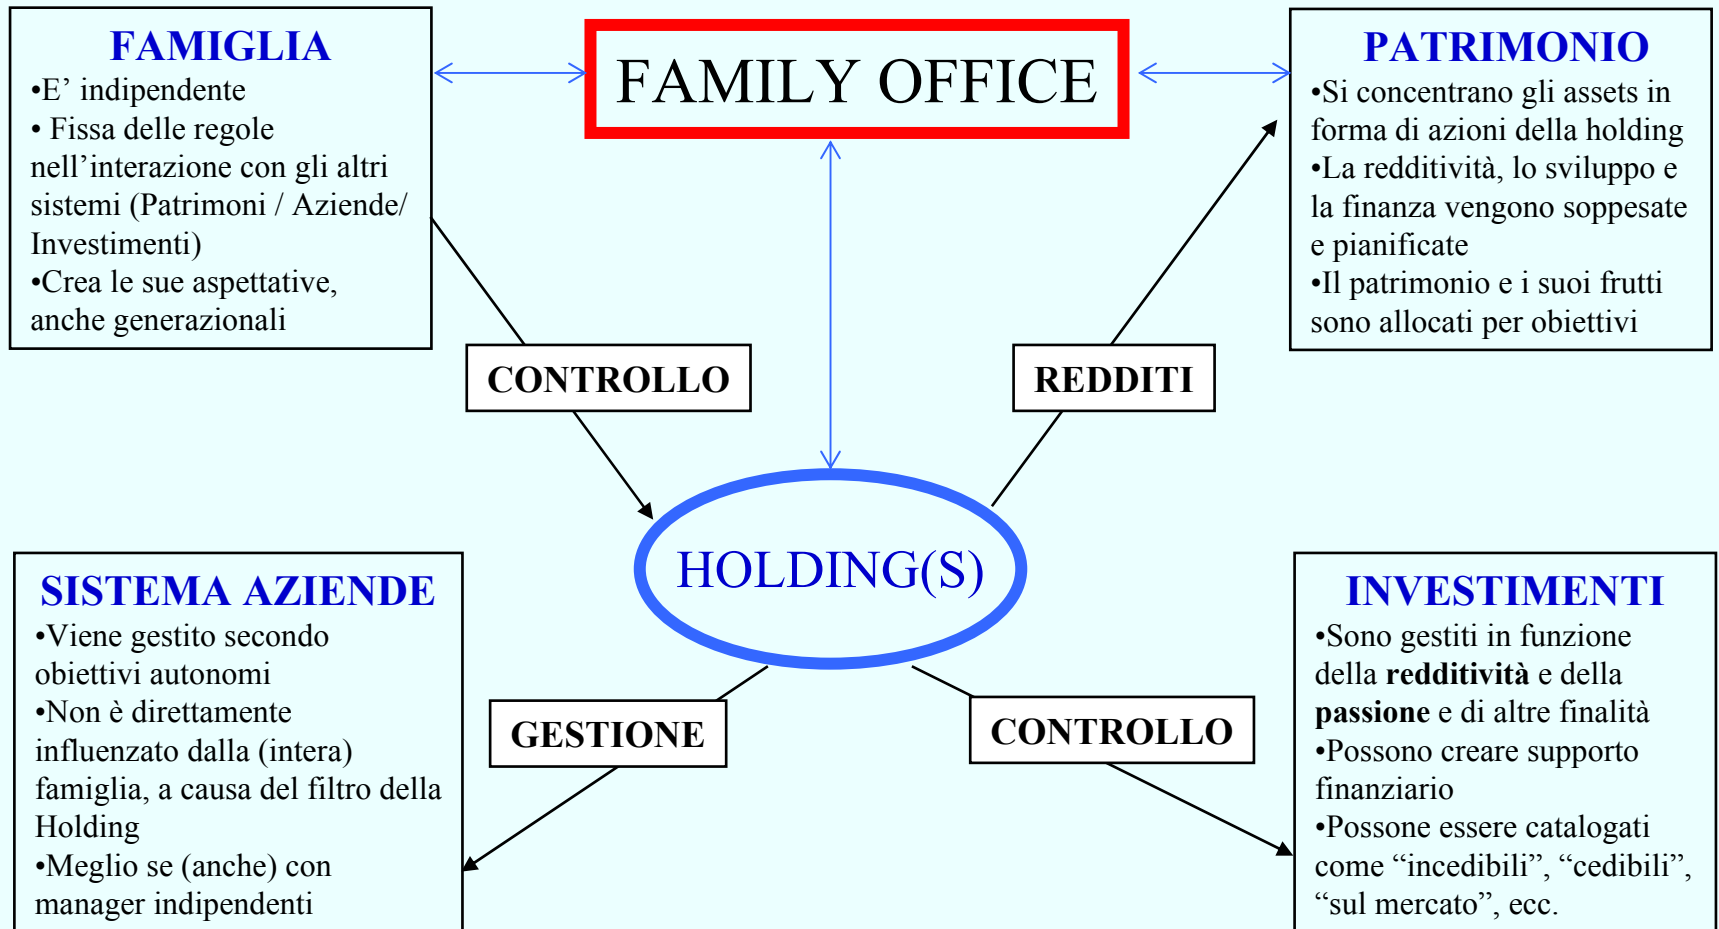 FAMIGLIA
•E’ indipendente
• Fissa delle regole
nell’interazione con gli altri
sistemi (Patrimoni / Aziende/
Investimenti)
•Crea le sue aspettative,
anche generazionali
FAMILY OFFICE
PATRIMONIO
•Si concentrano gli assets in
forma di azioni della holding
•La redditività, lo sviluppo e
la finanza vengono soppesate
e pianificate
•Il patrimonio e i suoi frutti
sono allocati per obiettivi
CONTROLLO
REDDITI
HOLDING(S)
SISTEMA AZIENDE
•Viene gestito secondo
obiettivi autonomi
•Non è direttamente
influenzato dalla (intera)
famiglia, a causa del filtro della
Holding
•Meglio se (anche) con
manager indipendenti
GESTIONE
CONTROLLO
INVESTIMENTI
•Sono gestiti in funzione
della redditività e della
passione e di altre finalità
•Possono creare supporto
finanziario
•Possone essere catalogati
come “incedibili”, “cedibili”,
“sul mercato”, ecc.